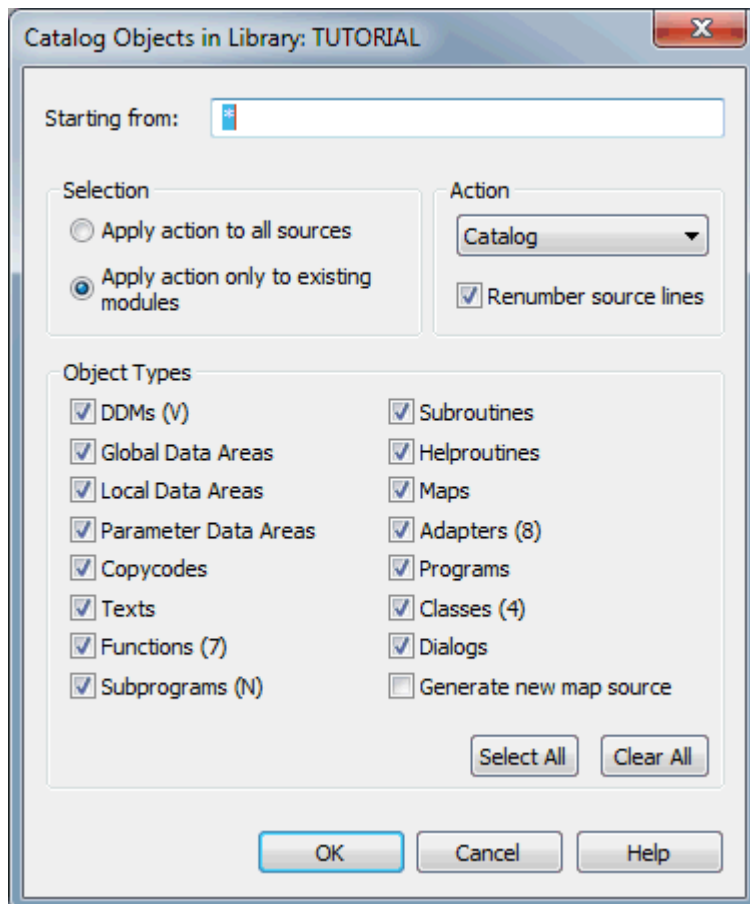 Catalog Objects in Library: TUTORIAL
Starting from: *
Selection
Apply action to all sources
Apply action only to existing
modules
Action
Catalog
Renumber source lines
Object Types
DDMs (V)
Global Data Areas
Local Data Areas
Parameter Data Areas
Copycodes
Texts
Functions (7)
Subprograms (N)
Subroutines
Helproutines
Maps
Adapters (8)
Programs
Classes (4)
Dialogs
Generate new map source
Select All
Clear All
OK
Cancel
Help